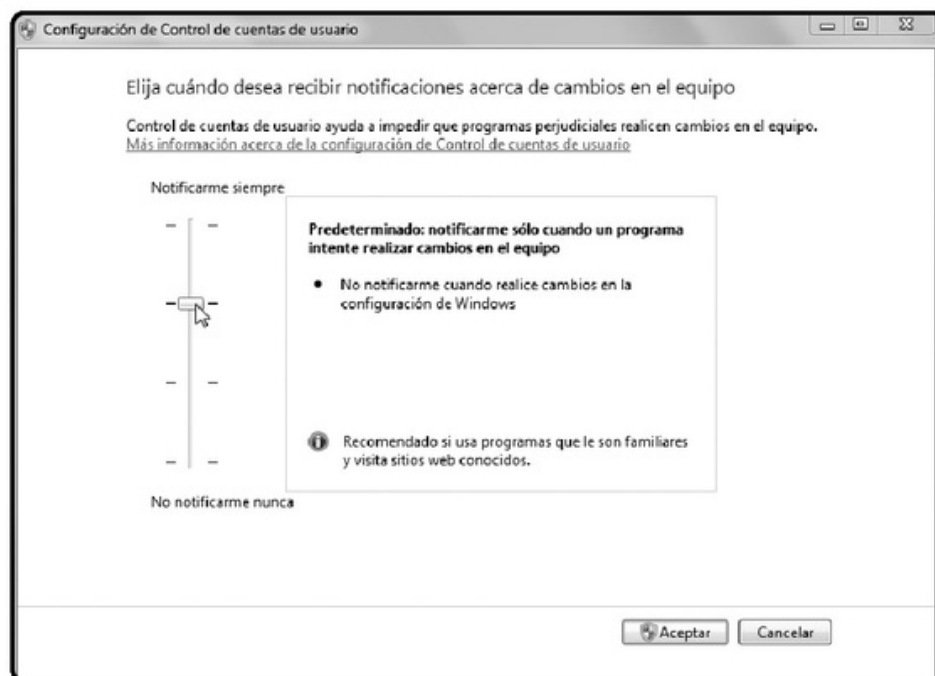 Configuración de Control de cuentas de usuario
Elija cuándo desea recibir notificaciones acerca de cambios en el equipo
Control de cuentas de usuario ayuda a impedir que programas perjudiciales realicen cambios en el equipo.
Más información acerca de la configuración de Control de cuentas de usuario
Notificarme siempre
Predeterminado: notificarme sólo cuando un programa
intente realizar cambios en el equipo
• No notificarme cuando realice cambios en la
configuración de Windows
Recomendado si usa programas que le son familiares
y visita sitios web conocidos.
No notificarme nunca
Aceptar Cancelar